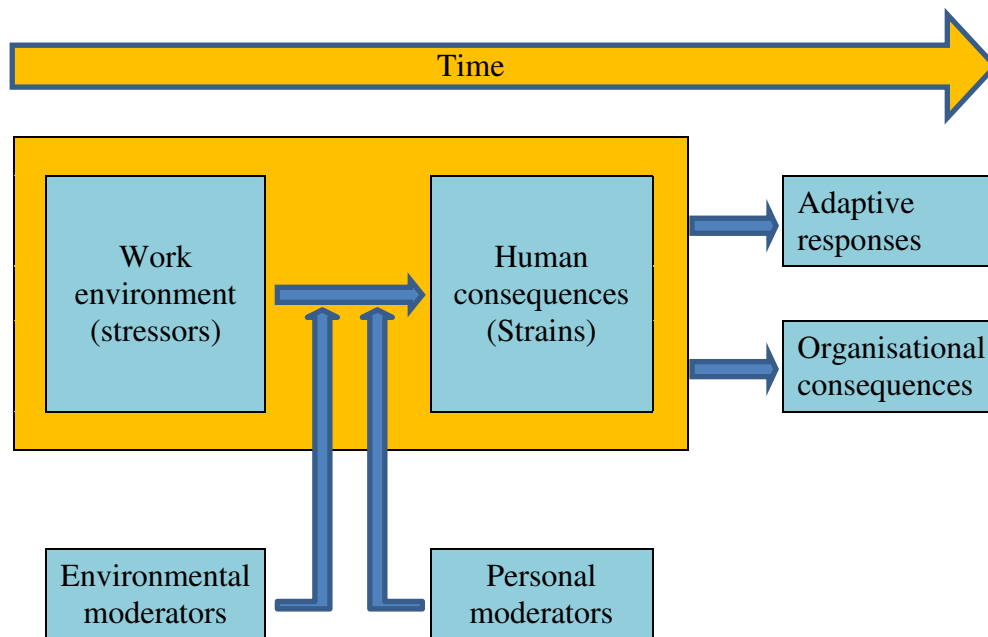 Time
Work
environment
(stressors)
Human
consequences
(Strains)
Adaptive
responses
Organisational
consequences
Environmental
moderators
Personal
moderators